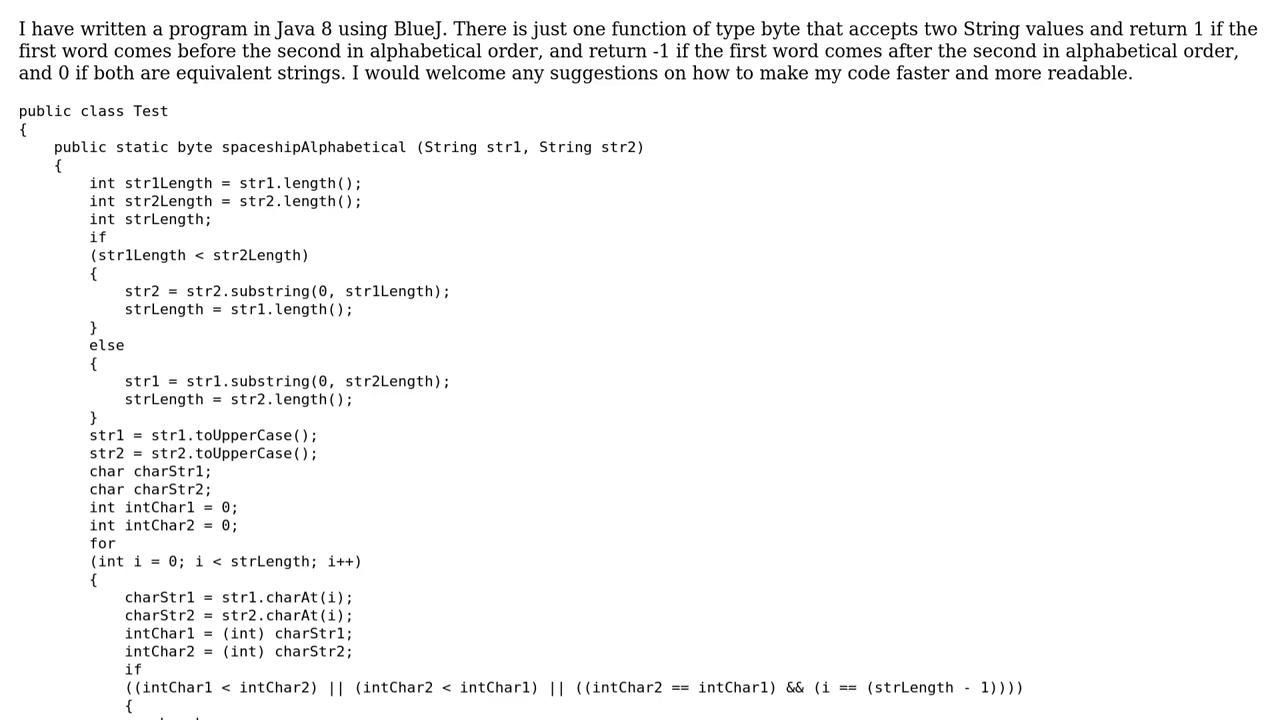 I have written a program in Java 8 using BlueJ. There is just one function of type byte that accepts two String values and return 1 if the
first word comes before the second in alphabetical order, and return -1 if the first word comes after the second in alphabetical order,
and 0 if both are equivalent strings. I would welcome any suggestions on how to make my code faster and more readable.
public class Test
{
    public static byte spaceshipAlphabetical (String str1, String str2)
    {
        int str1Length = str1.length();
        int str2Length = str2.length();
        int strLength;
        if
        (str1Length < str2Length)
        {
            str2 = str2.substring(0, str1Length);
            strLength = str1.length();
        }
        else
        {
            str1 = str1.substring(0, str2Length);
            strLength = str2.length();
        }
        str1 = str1.toUpperCase();
        str2 = str2.toUpperCase();
        char charStr1;
        char charStr2;
        int intChar1 = 0;
        int intChar2 = 0;
        for
        (int i = 0; i < strLength; i++)
        {
            charStr1 = str1.charAt(i);
            charStr2 = str2.charAt(i);
            intChar1 = (int) charStr1;
            intChar2 = (int) charStr2;
            if
            ((intChar1 < intChar2) || (intChar2 < intChar1) || ((intChar2 == intChar1) && (i == (strLength - 1))))
            {